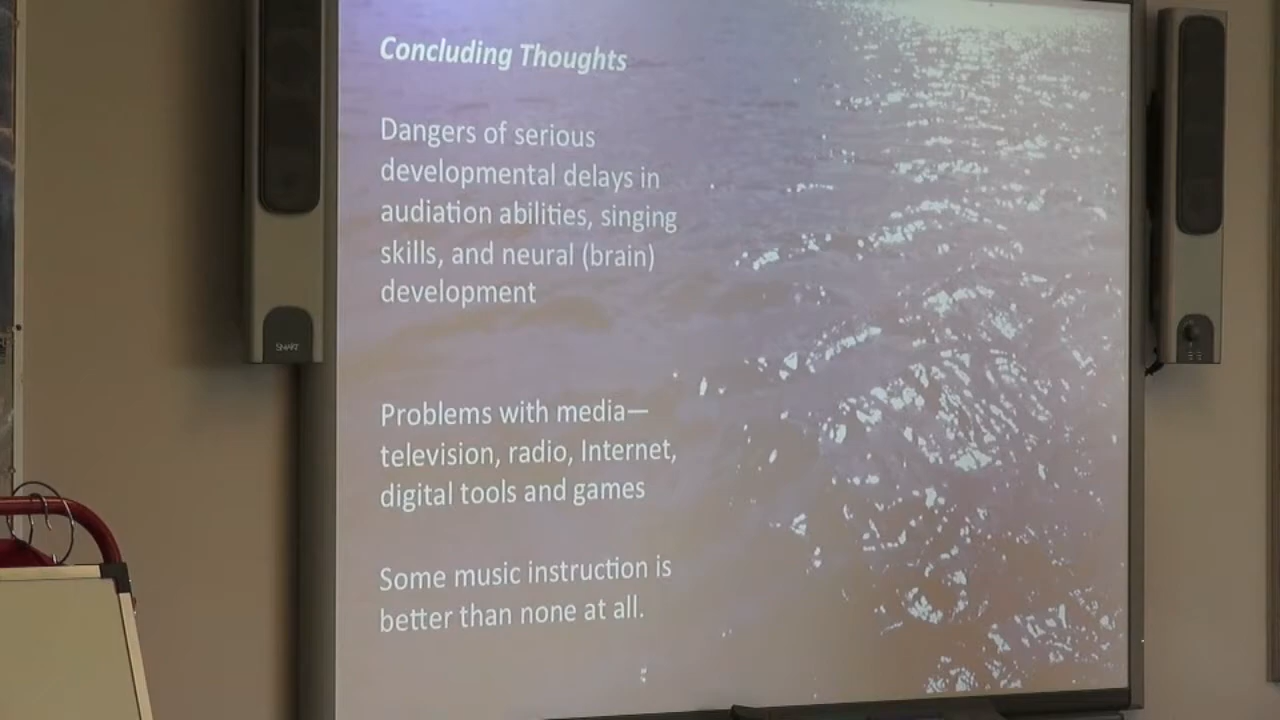 Concluding Thoughts
Dangers of serious
developmental delays in
audiation abilities, singing
skills, and neural (brain)
development
Problems with media—
television, radio, Internet,
digital tools and games
Some music instruction is
better than none at all.
SMART